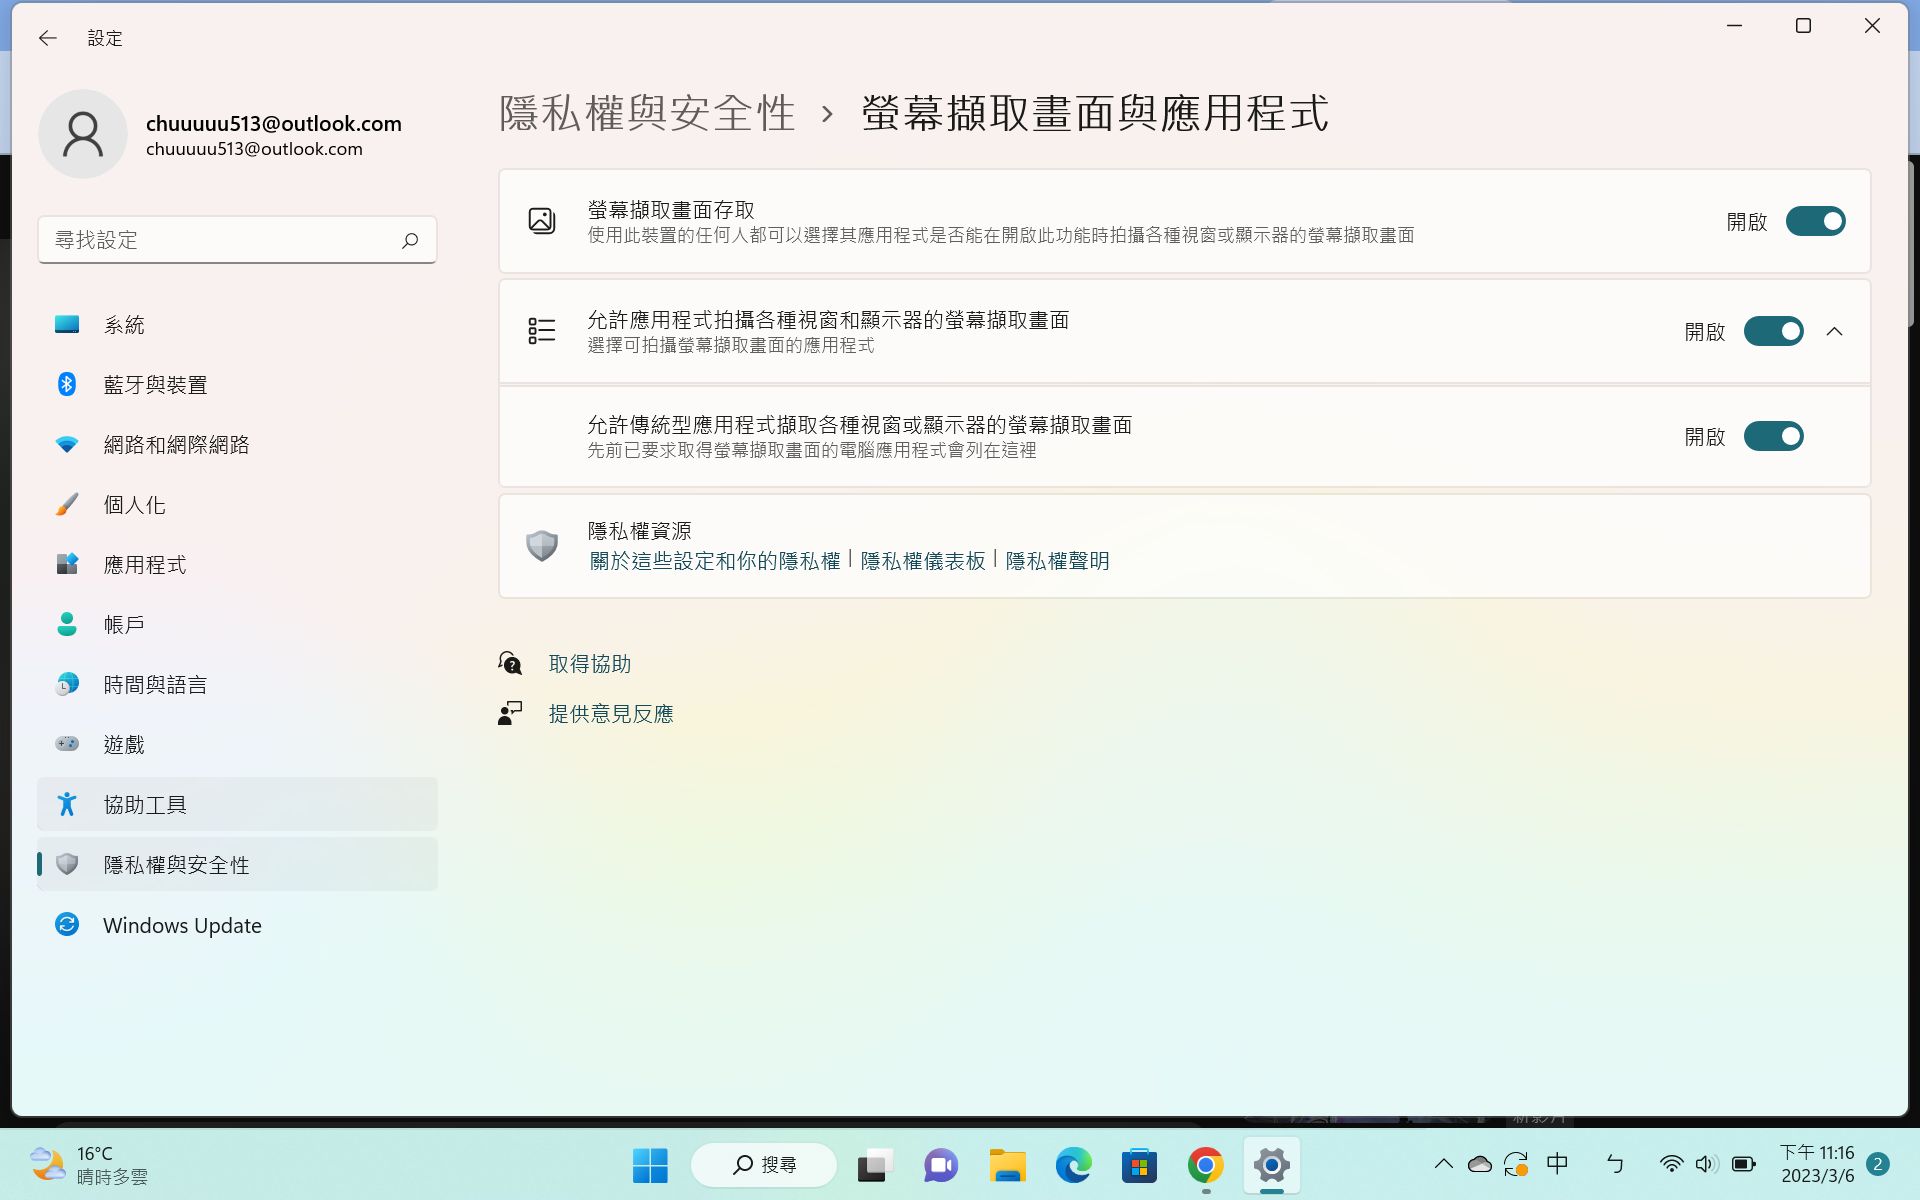 設定
chuuuuu513@outlook.com
chuuuuu513@outlook.com
尋找設定
系統
藍牙與裝置
網路和網際網路
個人化
應用程式
帳戶
時間與語言
遊戲
協助工具
隱私權與安全性
Windows Update
隱私權與安全性 › 螢幕擷取畫面與應用程式
螢幕擷取畫面存取
使用此裝置的任何人都可以選擇其應用程式是否能在開啟此功能時拍攝各種視窗或顯示器的螢幕擷取畫面
開啟
允許應用程式拍攝各種視窗和顯示器的螢幕擷取畫面
選擇可拍攝螢幕擷取畫面的應用程式
開啟
允許傳統型應用程式擷取各種視窗或顯示器的螢幕擷取畫面
先前已要求取得螢幕擷取畫面的電腦應用程式會列在這裡
開啟
隱私權資源
關於這些設定和你的隱私權 | 隱私權儀表板 | 隱私權聲明
取得協助
提供意見反應
16°C
晴時多雲
搜尋
中
ㄅ
下午 11:16
2023/3/6
2